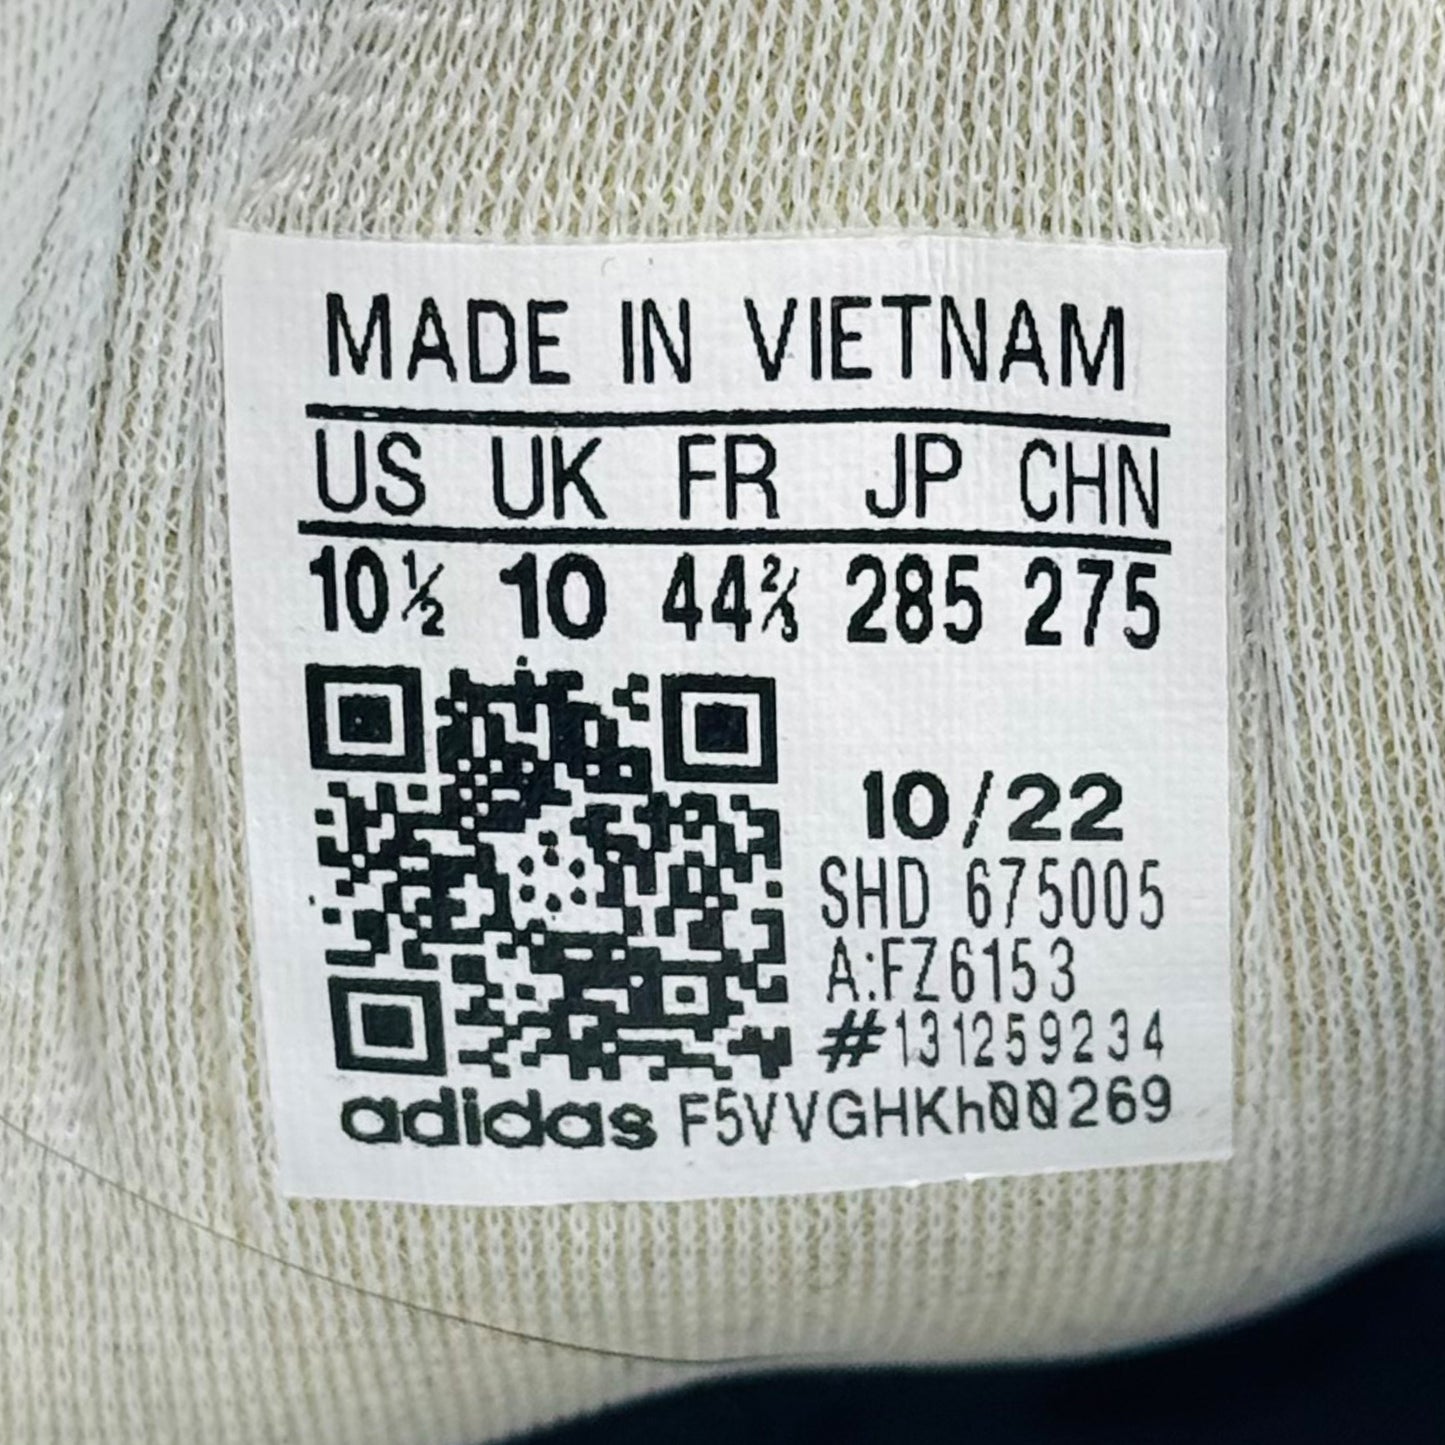 MADE IN VIETNAM
US UK FR JP CHN
10½ 10 44⅔ 285 275
10/22
SHD 675005
A:FZ6153
#131259234
adidas F5VVGHKh00269